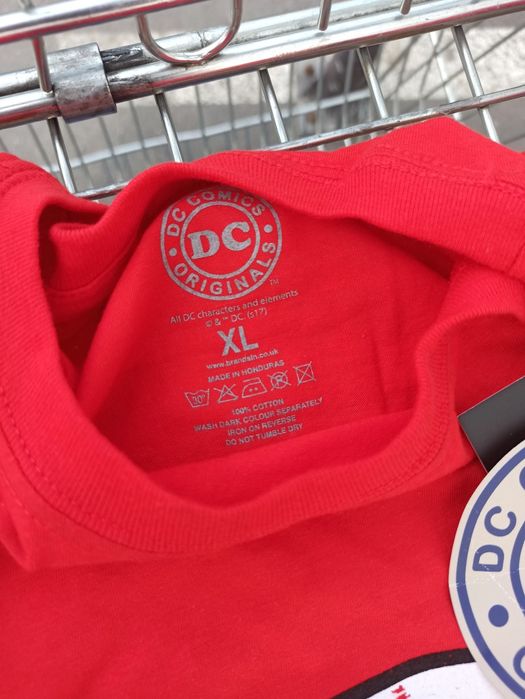 DC COMICS
DC
ORIGINALS
™
All DC characters and elements
© & ™ DC. (s17)
XL
www.brandsin.co.uk
MADE IN HONDURAS
30°
100% COTTON
WASH DARK COLOUR SEPARATELY
IRON ON REVERSE
DO NOT TUMBLE DRY
DC